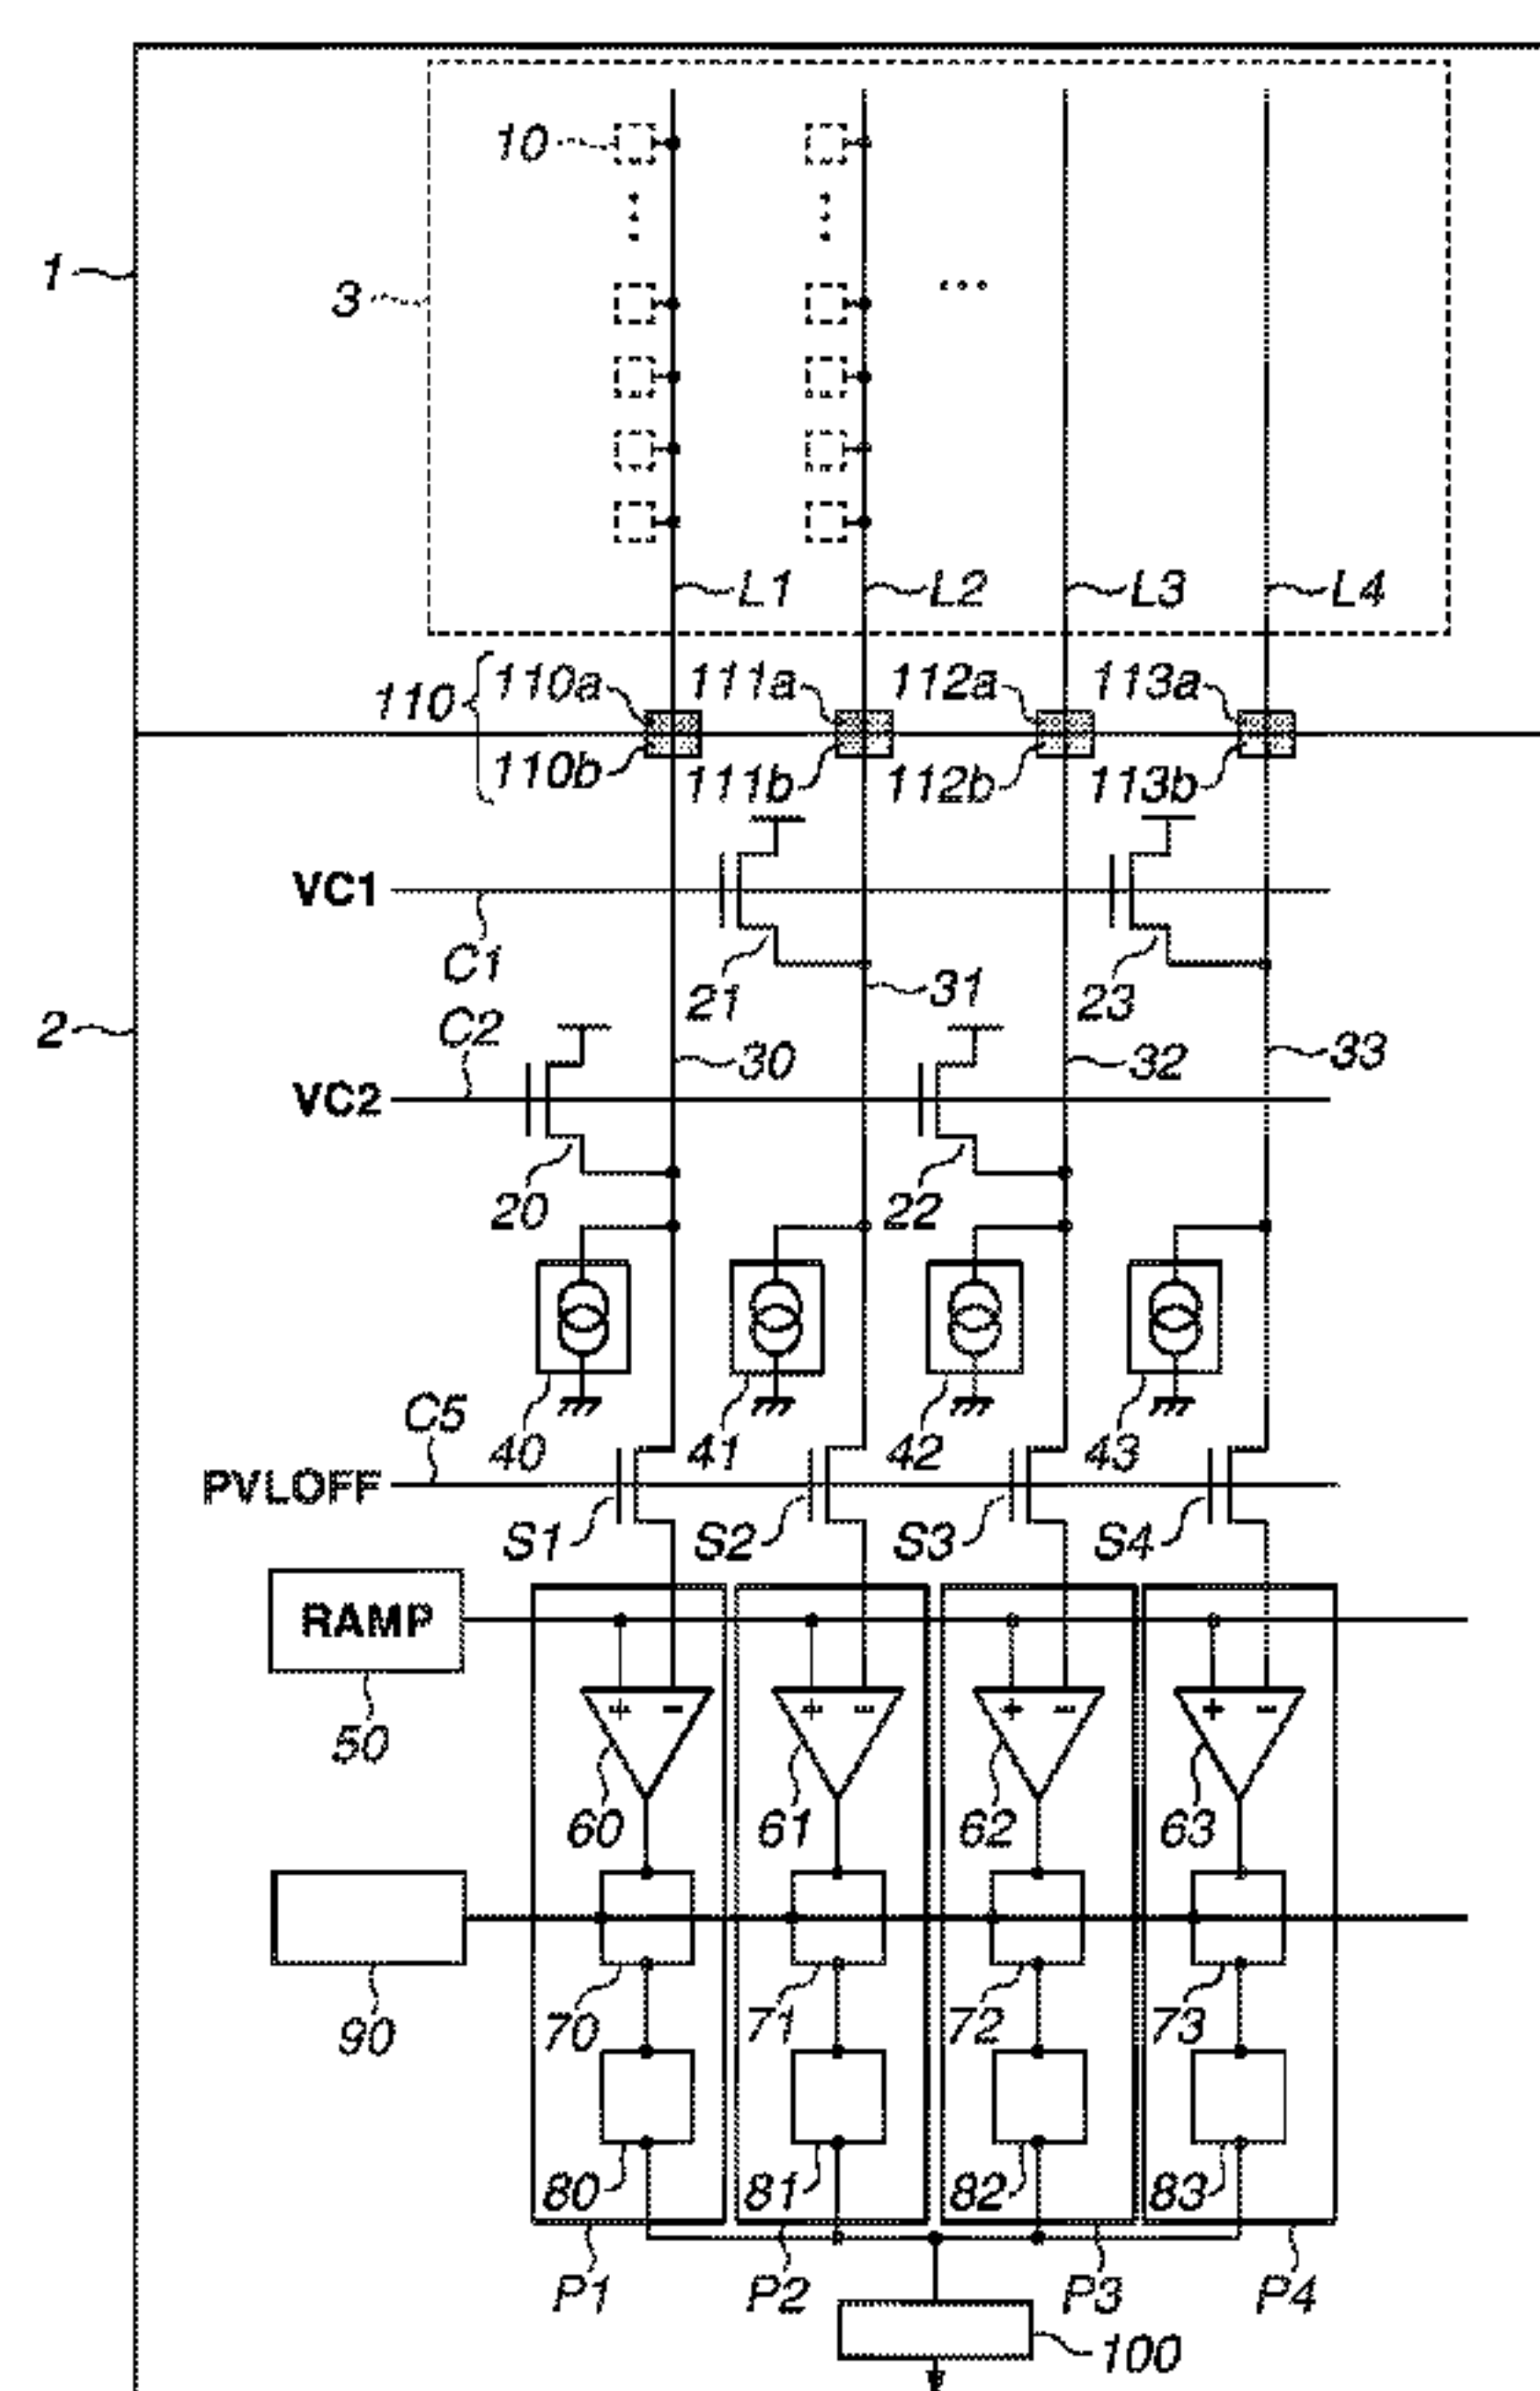 10
1
3
L1 L2 L3 L4
110 110a 111a 112a 113a
110b 111b 112b 113b
VC1
C1 21 31 23
2 C2
30 32 33
VC2
20 22
C5 40 41 42 43
PVLOFF
S1 S2 S3 S4
RAMP
50
60 61 62 63
90 70 71 72 73
80 81 82 83
P1 P2 P3 P4
100